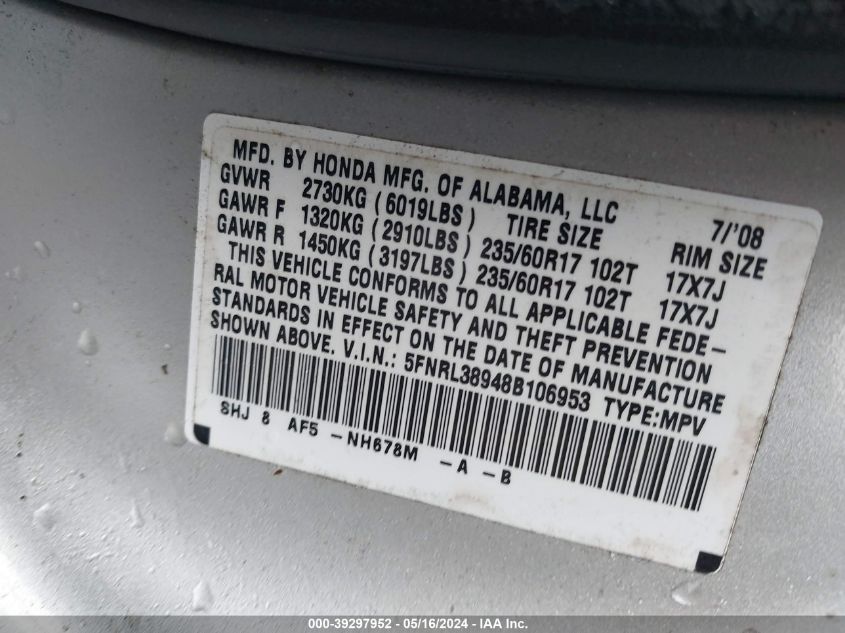 MFD. BY HONDA MFG. OF ALABAMA, LLC 7/'08
GVWR 2730KG (6019LBS) TIRE SIZE RIM SIZE
GAWR F 1320KG (2910LBS) 235/60R17 102T 17X7J
GAWR R 1450KG (3197LBS) 235/60R17 102T 17X7J
THIS VEHICLE CONFORMS TO ALL APPLICABLE FEDE-
RAL MOTOR VEHICLE SAFETY AND THEFT PREVENTION
STANDARDS IN EFFECT ON THE DATE OF MANUFACTURE
SHOWN ABOVE. V.I.N.: 5FNRL38948B106953 TYPE:MPV
SHJ 8 AF5 -NH678M -A -B
000-39297952 - 05/16/2024 - IAA Inc.